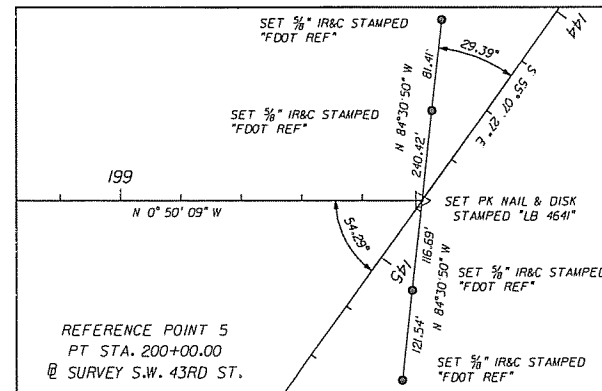 SET 5/8" IR&C STAMPED
"FDOT REF"
144
29.39°
81.41'
S 55° 07' 27" E
N 84°30'50" W
SET 5/8" IR&C STAMPED
"FDOT REF"
240.42'
199
N 0°50'09" W
SET PK NAIL & DISK
STAMPED "LB 4641"
54.29°
116.69'
145
SET 5/8" IR&C STAMPED
"FDOT REF"
N 84°30'50" W
121.54'
REFERENCE POINT 5
PT STA. 200+00.00
℄ SURVEY S.W. 43RD ST.
SET 5/8" IR&C STAMPED
"FDOT REF"